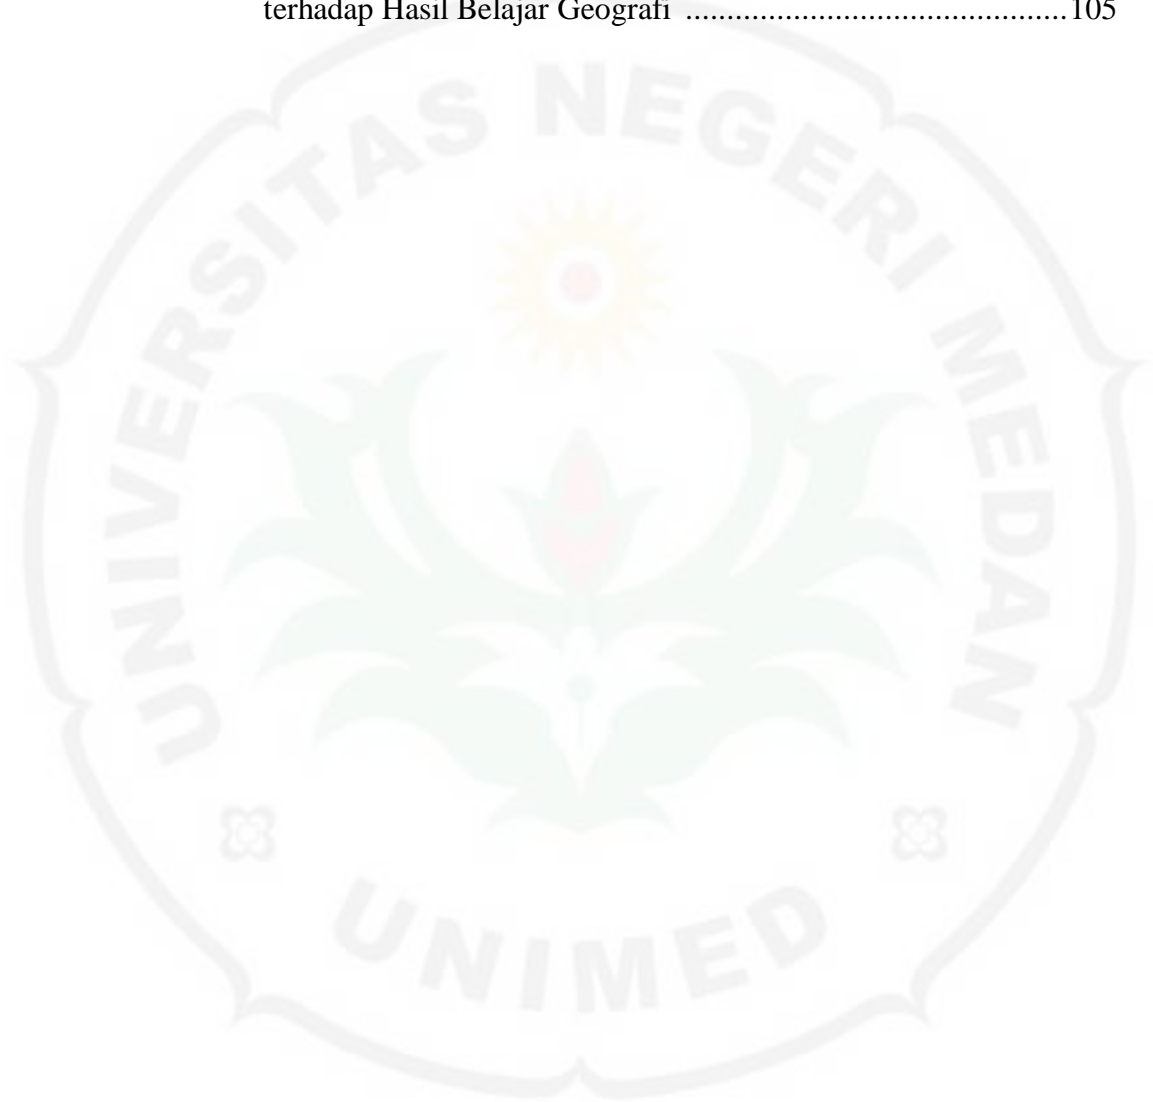 terhadap Hasil Belajar Geografi ..............................................105
UNIVERSITAS NEGERI MEDAN
UNIMED